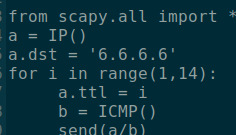 from scapy.all import *
a = IP()
a.dst = '6.6.6.6'
for i in range(1,14):
    a.ttl = i
    b = ICMP()
    send(a/b)